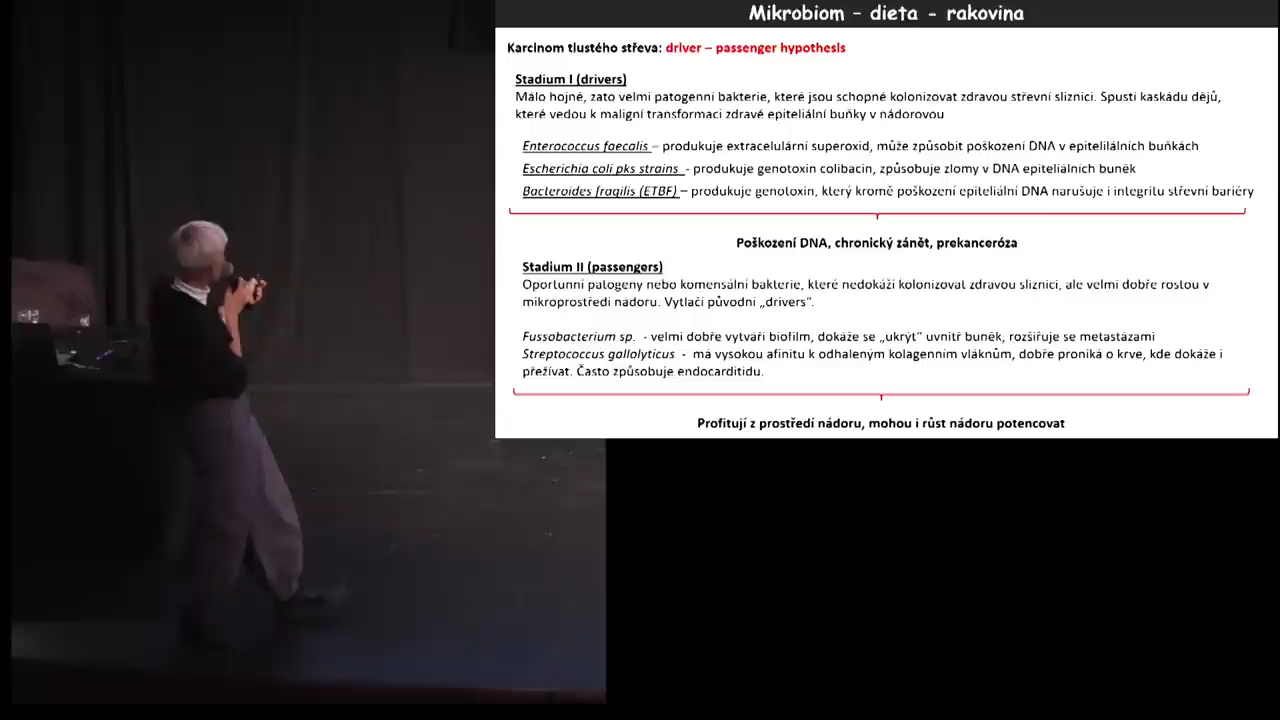 Mikrobiom – dieta - rakovina
Karcinom tlustého střeva: driver – passenger hypothesis
Stadium I (drivers)
Málo hojné, zato velmi patogenní bakterie, které jsou schopné kolonizovat zdravou střevní sliznici. Spustí kaskádu dějů,
které vedou k maligní transformaci zdravé epiteliální buňky v nádorovou
Enterococcus faecalis – produkuje extracelulární superoxid, může způsobit poškození DNA v epitelilálních buňkách
Escherichia coli pks strains - produkuje genotoxin colibacin, způsobuje zlomy v DNA epiteliálních buněk
Bacteroides fragilis (ETBF) – produkuje genotoxin, který kromě poškození epiteliální DNA narušuje i integritu střevní bariéry
Poškození DNA, chronický zánět, prekanceróza
Stadium II (passengers)
Oportunní patogeny nebo komensální bakterie, které nedokáží kolonizovat zdravou sliznici, ale velmi dobře rostou v
mikroprostředí nádoru. Vytlačí původní „drivers".
Fussobacterium sp. - velmi dobře vytváří biofilm, dokáže se „ukrýt" uvnitř buněk, rozšiřuje se metastázami
Streptococcus gallolyticus - má vysokou afinitu k odhaleným kolagenním vláknům, dobře proniká o krve, kde dokáže i
přežívat. Často způsobuje endocarditidu.
Profitují z prostředí nádoru, mohou i růst nádoru potencovat